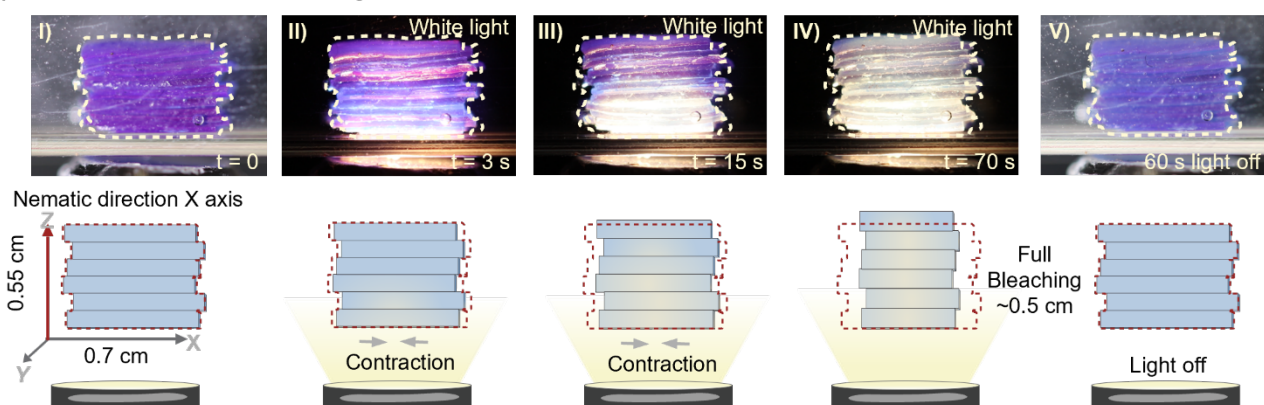 I)
t = 0
II)
White light
t = 3 s
III)
White light
t = 15 s
IV)
White light
t = 70 s
V)
60 s light off
Nematic direction X axis
Z
0.55 cm
Y
0.7 cm
X
Contraction
Contraction
Full
Bleaching
~0.5 cm
Light off